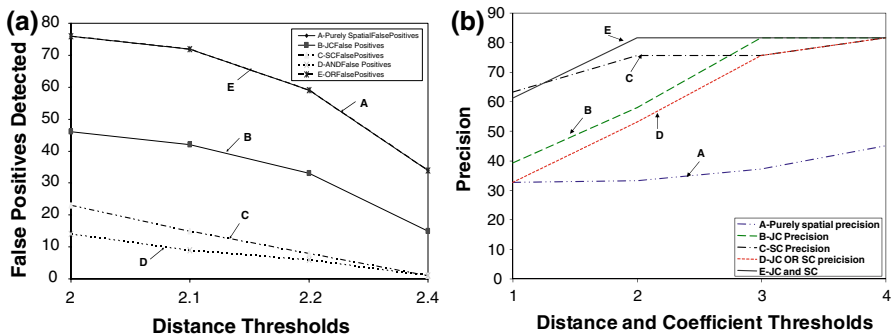 (a)
False Positives Detected
80
70
60
50
40
30
20
10
0
2
2.1
2.2
2.4
Distance Thresholds
A-Purely SpatialFalsePositives
B-JCFalse Positives
C-SCFalsePositives
D-ANDFalse Positives
E-ORFalsePositives
E
A
B
C
D
(b)
Precision
90
80
70
60
50
40
30
20
10
0
1
2
3
4
Distance and Coefficient Thresholds
E
C
B
D
A
A-Purely spatial precision
B-JC Precision
C-SC Precision
D-JC OR SC preicision
E-JC and SC